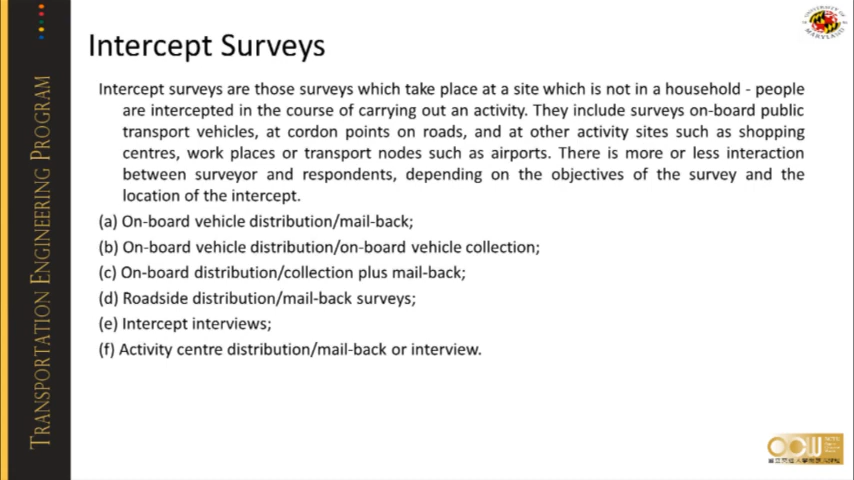 Intercept Surveys
Intercept surveys are those surveys which take place at a site which is not in a household - people
are intercepted in the course of carrying out an activity. They include surveys on-board public
transport vehicles, at cordon points on roads, and at other activity sites such as shopping
centres, work places or transport nodes such as airports. There is more or less interaction
between surveyor and respondents, depending on the objectives of the survey and the
location of the intercept.
(a) On-board vehicle distribution/mail-back;
(b) On-board vehicle distribution/on-board vehicle collection;
(c) On-board distribution/collection plus mail-back;
(d) Roadside distribution/mail-back surveys;
(e) Intercept interviews;
(f) Activity centre distribution/mail-back or interview.
TRANSPORTATION ENGINEERING PROGRAM
UNIVERSITY OF
MARYLAND
OCW